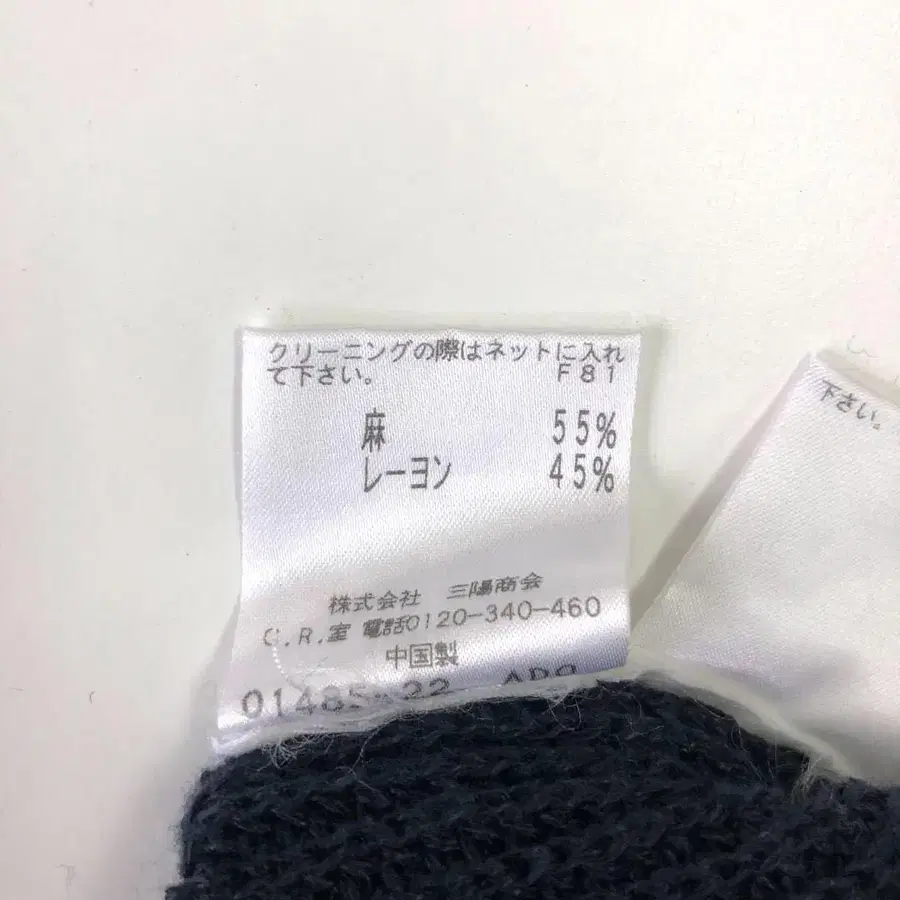 クリーニングの際はネットに入れ
て下さい。 F81
麻 55%
レーヨン 45%
株式会社 三陽商会
C.R.室 電話0120-340-460
中国製
下さい。